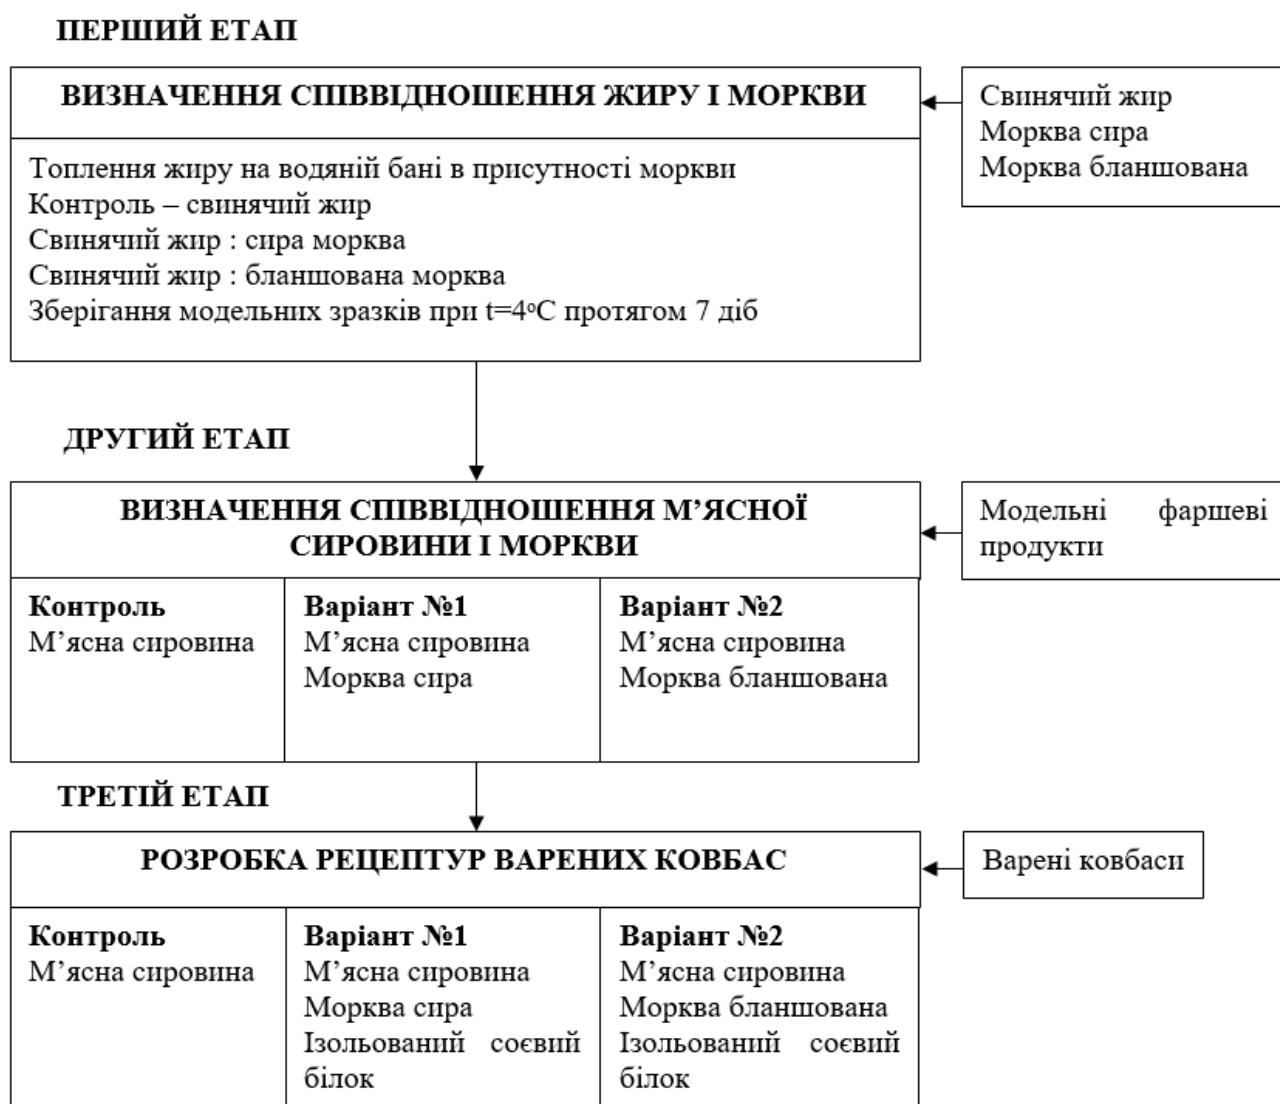 ПЕРШИЙ ЕТАП
ВИЗНАЧЕННЯ СПІВВІДНОШЕННЯ ЖИРУ І МОРКВИ
Свинячий жир
Морква сира
Морква бланшована
Топлення жиру на водяній бані в присутності моркви
Контроль – свинячий жир
Свинячий жир : сира морква
Свинячий жир : бланшована морква
Зберігання модельних зразків при t=4°С протягом 7 діб
ДРУГИЙ ЕТАП
ВИЗНАЧЕННЯ СПІВВІДНОШЕННЯ М’ЯСНОЇ
СИРОВИНИ І МОРКВИ
Модельні фаршеві
продукти
Контроль
М’ясна сировина
Варіант №1
М’ясна сировина
Морква сира
Варіант №2
М’ясна сировина
Морква бланшована
ТРЕТІЙ ЕТАП
РОЗРОБКА РЕЦЕПТУР ВАРЕНИХ КОВБАС
Варені ковбаси
Контроль
М’ясна сировина
Варіант №1
М’ясна сировина
Морква сира
Ізольований соєвий
білок
Варіант №2
М’ясна сировина
Морква бланшована
Ізольований соєвий
білок